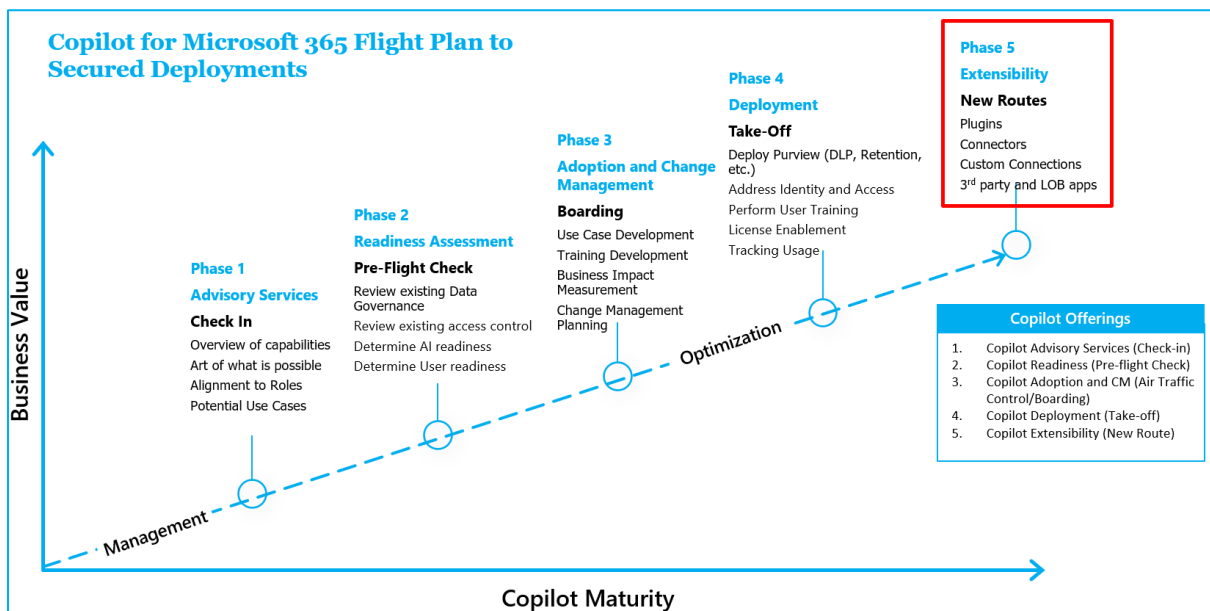 Copilot for Microsoft 365 Flight Plan to
Secured Deployments
Business Value
Phase 1
Advisory Services
Check In
Overview of capabilities
Art of what is possible
Alignment to Roles
Potential Use Cases
Phase 2
Readiness Assessment
Pre-Flight Check
Review existing Data
Governance
Review existing access control
Determine AI readiness
Determine User readiness
Phase 3
Adoption and Change
Management
Boarding
Use Case Development
Training Development
Business Impact
Measurement
Change Management
Planning
Phase 4
Deployment
Take-Off
Deploy Purview (DLP, Retention,
etc.)
Address Identity and Access
Perform User Training
License Enablement
Tracking Usage
Phase 5
Extensibility
New Routes
Plugins
Connectors
Custom Connections
3rd party and LOB apps
Management
Optimization
Copilot Offerings
1. Copilot Advisory Services (Check-in)
2. Copilot Readiness (Pre-flight Check)
3. Copilot Adoption and CM (Air Traffic
Control/Boarding)
4. Copilot Deployment (Take-off)
5. Copilot Extensibility (New Route)
Copilot Maturity